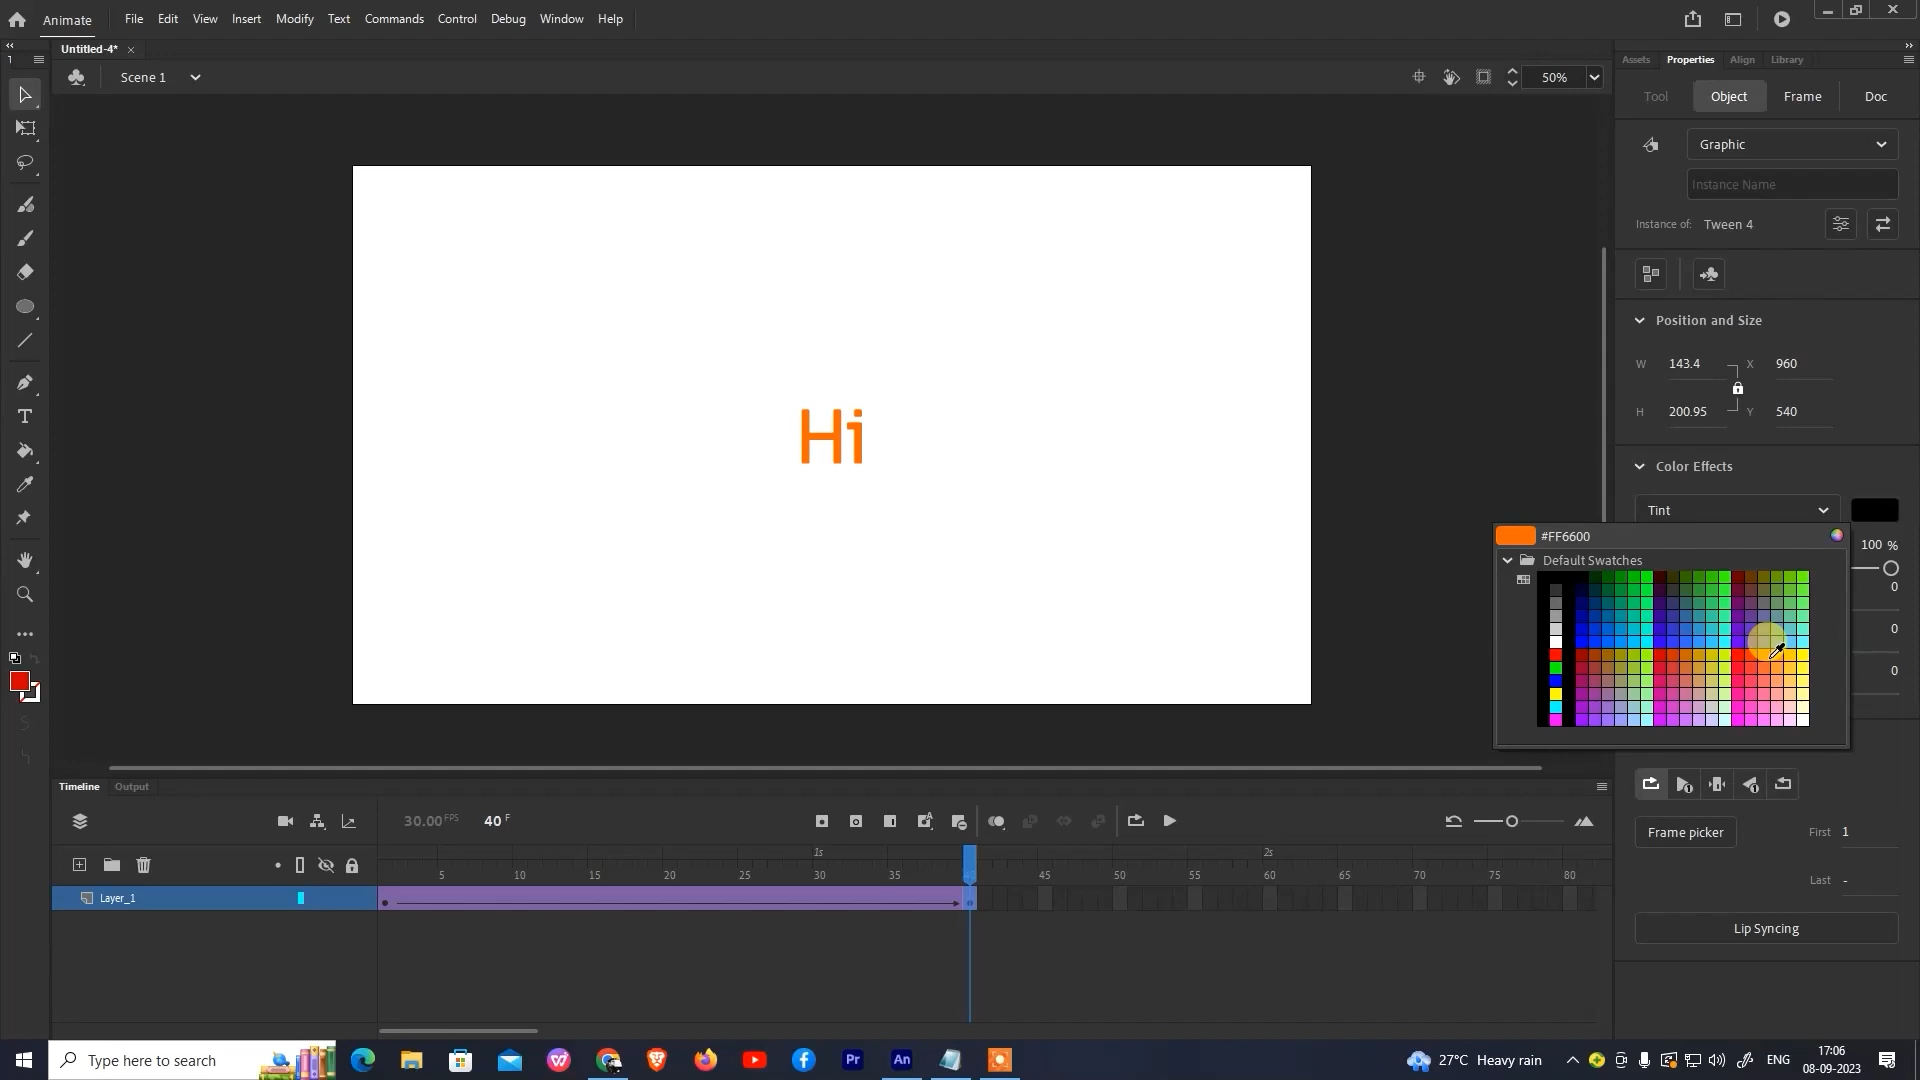 Animate File Edit View Insert Modify Text Commands Control Debug Window Help
Untitled-4*
Scene 1
50%
Assets Properties Align Library
Tool Object Frame Doc
Graphic
Instance Name
Instance of: Tween 4
Position and Size
W 143.4 X 960
H 200.95 Y 540
Color Effects
Tint
#FF6600
100 %
Default Swatches
0
0
0
Hi
Timeline Output
30.00 FPS 40 F
Frame picker First 1
Last -
Lip Syncing
1s 2s
5 10 15 20 25 30 35 40 45 50 55 60 65 70 75 80
Layer_1
Type here to search
27°C Heavy rain
ENG
17:06
08-09-2023